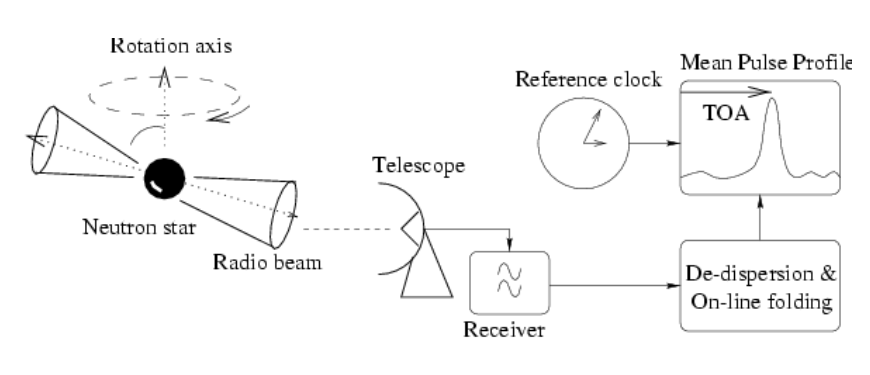 Rotation axis
Neutron star
Radio beam
Telescope
Receiver
Reference clock
Mean Pulse Profile
TOA
De-dispersion &
On-line folding